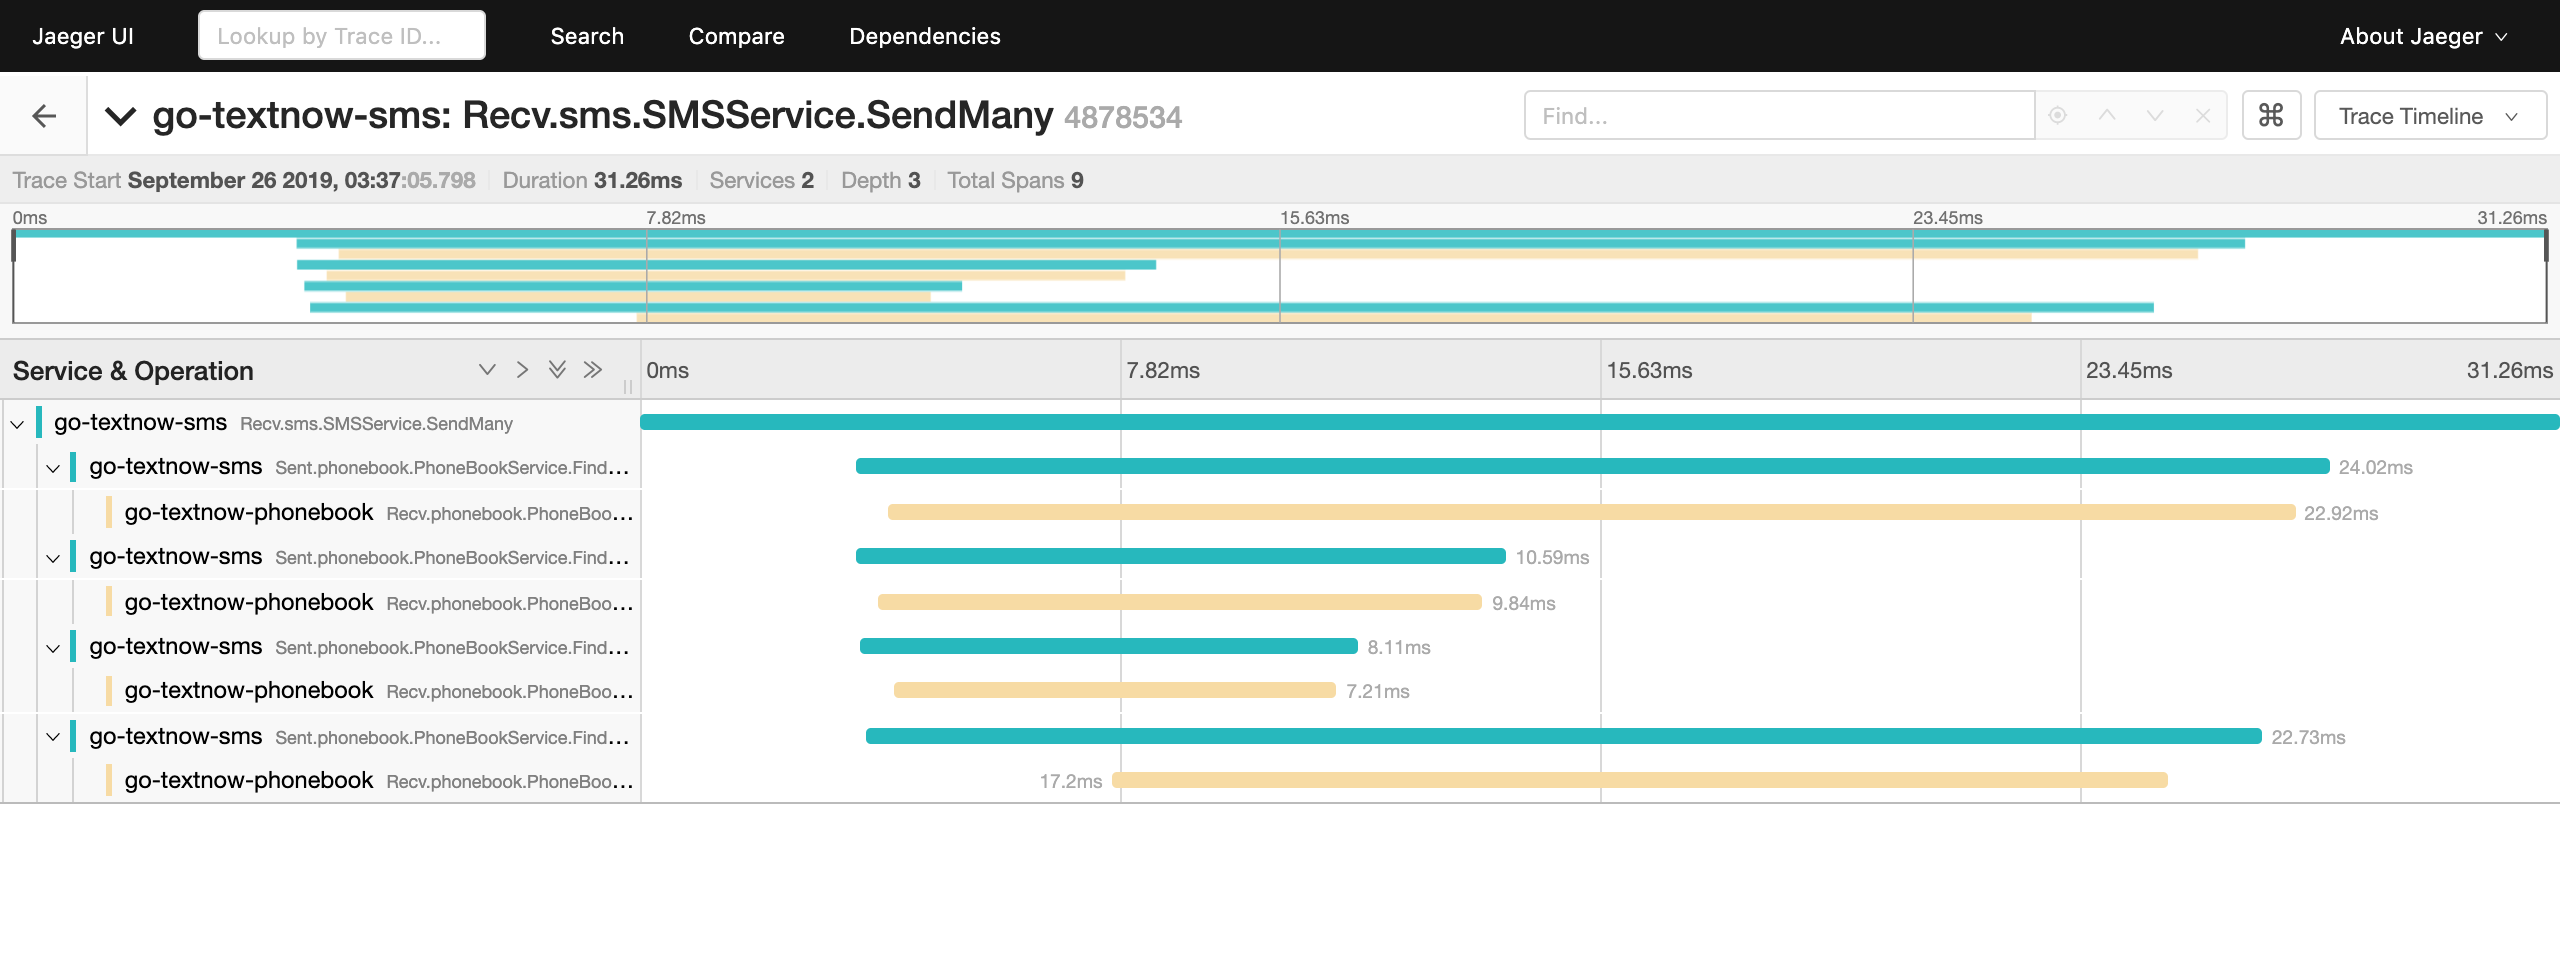 Jaeger UI Lookup by Trace ID... Search Compare Dependencies About Jaeger
go-textnow-sms: Recv.sms.SMSService.SendMany 4878534 Find... ⌘ Trace Timeline
Trace Start September 26 2019, 03:37:05.798 Duration 31.26ms Services 2 Depth 3 Total Spans 9
0ms 7.82ms 15.63ms 23.45ms 31.26ms
Service & Operation 0ms 7.82ms 15.63ms 23.45ms 31.26ms
go-textnow-sms Recv.sms.SMSService.SendMany
go-textnow-sms Sent.phonebook.PhoneBookService.Find... 24.02ms
go-textnow-phonebook Recv.phonebook.PhoneBoo... 22.92ms
go-textnow-sms Sent.phonebook.PhoneBookService.Find... 10.59ms
go-textnow-phonebook Recv.phonebook.PhoneBoo... 9.84ms
go-textnow-sms Sent.phonebook.PhoneBookService.Find... 8.11ms
go-textnow-phonebook Recv.phonebook.PhoneBoo... 7.21ms
go-textnow-sms Sent.phonebook.PhoneBookService.Find... 22.73ms
go-textnow-phonebook Recv.phonebook.PhoneBoo... 17.2ms